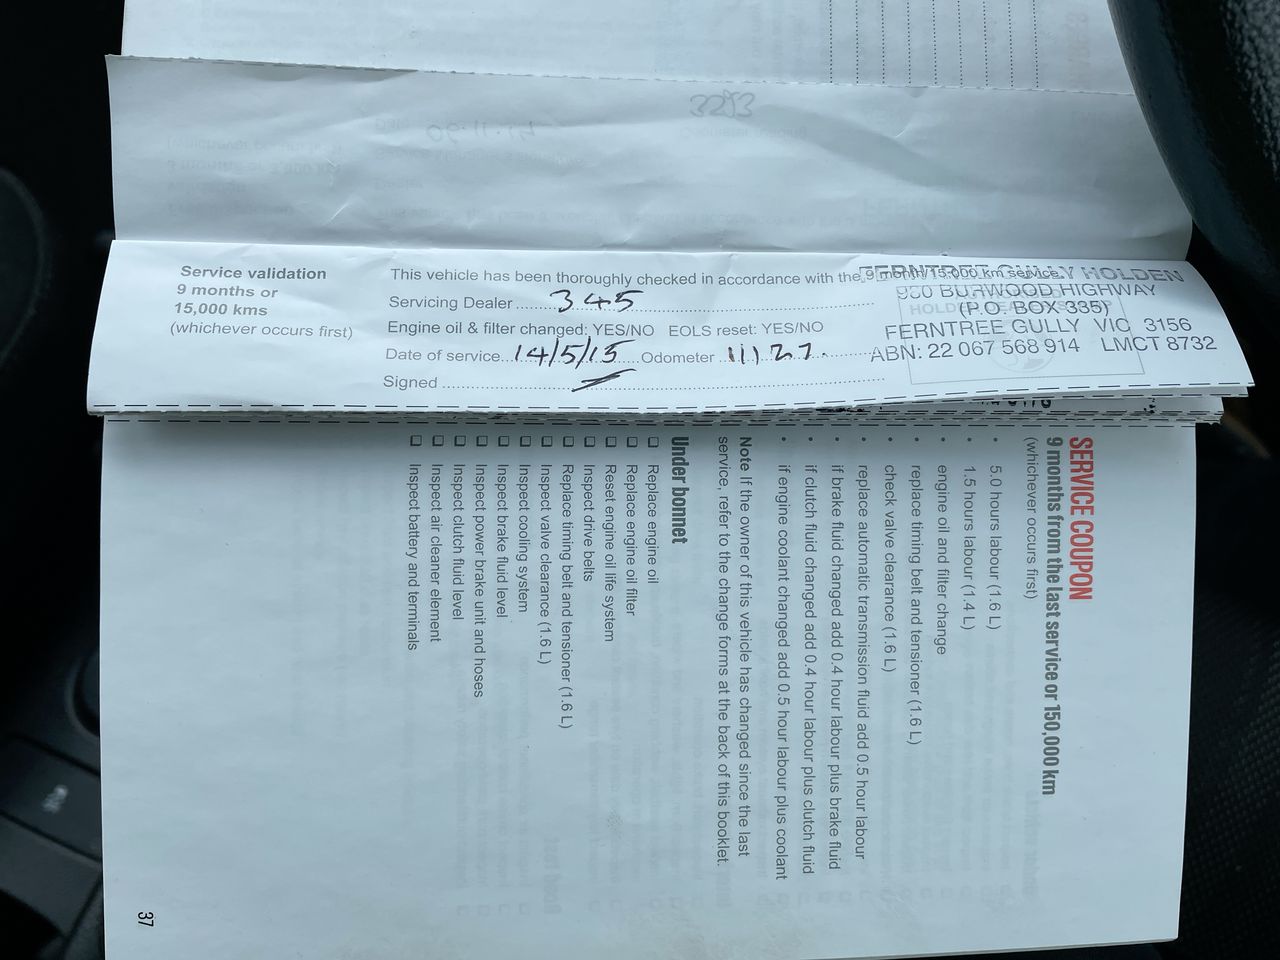 3293
09.11.14
Service validation
9 months or
15,000 kms
(whichever occurs first)
This vehicle has been thoroughly checked in accordance with the 9 month/15,000 km service.
Servicing Dealer 345
Engine oil & filter changed: YES/NO EOLS reset: YES/NO
Date of service 14/5/15 Odometer 11127
Signed
FERNTREE GULLY HOLDEN
950 BURWOOD HIGHWAY
(P.O. BOX 335)
FERNTREE GULLY VIC 3156
ABN: 22 067 568 914 LMCT 8732
SERVICE COUPON
9 months from the last service or 150,000 km
(whichever occurs first)
• 5.0 hours labour (1.6 L)
• 1.5 hours labour (1.4 L)
• engine oil and filter change
• replace timing belt and tensioner (1.6 L)
• check valve clearance (1.6 L)
• replace automatic transmission fluid add 0.5 hour labour
• if brake fluid changed add 0.4 hour labour plus brake fluid
• if clutch fluid changed add 0.4 hour labour plus clutch fluid
• if engine coolant changed add 0.5 hour labour plus coolant
Note If the owner of this vehicle has changed since the last
service, refer to the change forms at the back of this booklet.
Under bonnet
❑ Replace engine oil
❑ Replace engine oil filter
❑ Reset engine oil life system
❑ Inspect drive belts
❑ Replace timing belt and tensioner (1.6 L)
❑ Inspect valve clearance (1.6 L)
❑ Inspect cooling system
❑ Inspect brake fluid level
❑ Inspect power brake unit and hoses
❑ Inspect clutch fluid level
❑ Inspect air cleaner element
❑ Inspect battery and terminals
37